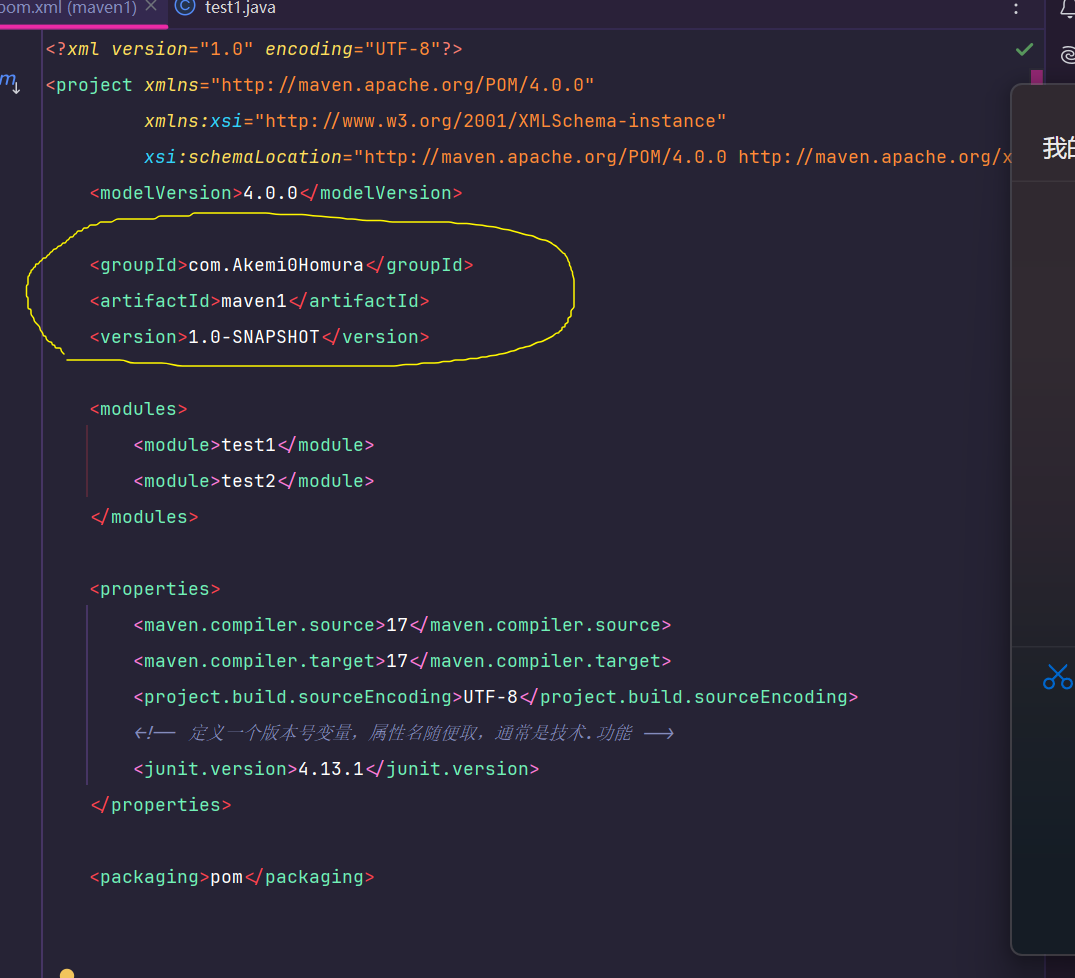 pom.xml (maven1)
test1.java
<?xml version="1.0" encoding="UTF-8"?>
<project xmlns="http://maven.apache.org/POM/4.0.0"
xmlns:xsi="http://www.w3.org/2001/XMLSchema-instance"
xsi:schemaLocation="http://maven.apache.org/POM/4.0.0 http://maven.apache.org/x
我的
<modelVersion>4.0.0</modelVersion>
<groupId>com.Akemi0Homura</groupId>
<artifactId>maven1</artifactId>
<version>1.0-SNAPSHOT</version>
<modules>
<module>test1</module>
<module>test2</module>
</modules>
<properties>
<maven.compiler.source>17</maven.compiler.source>
<maven.compiler.target>17</maven.compiler.target>
<project.build.sourceEncoding>UTF-8</project.build.sourceEncoding>
<!-- 定义一个版本号变量，属性名随便取，通常是技术.功能 -->
<junit.version>4.13.1</junit.version>
</properties>
<packaging>pom</packaging>